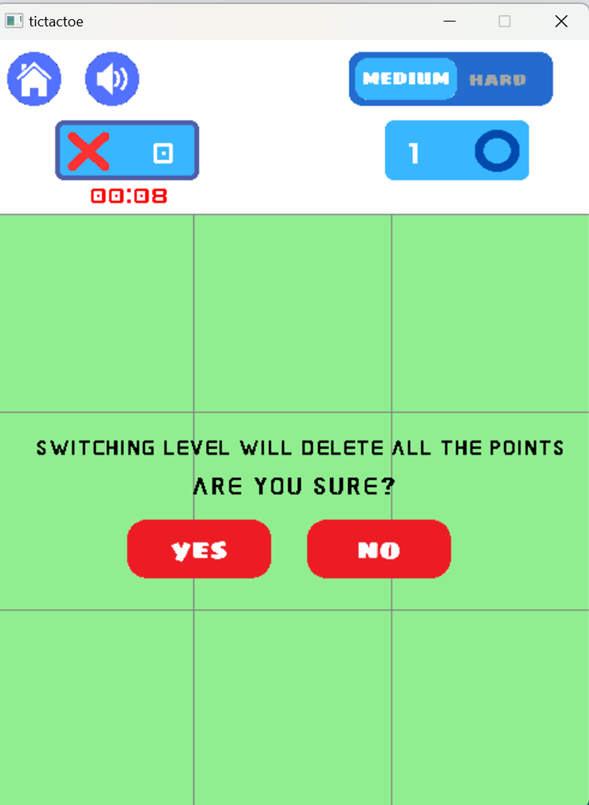 tictactoe
MEDIUM HARD
0 1
00:08
SWITCHING LEVEL WILL DELETE ALL THE POINTS
ARE YOU SURE?
YES NO